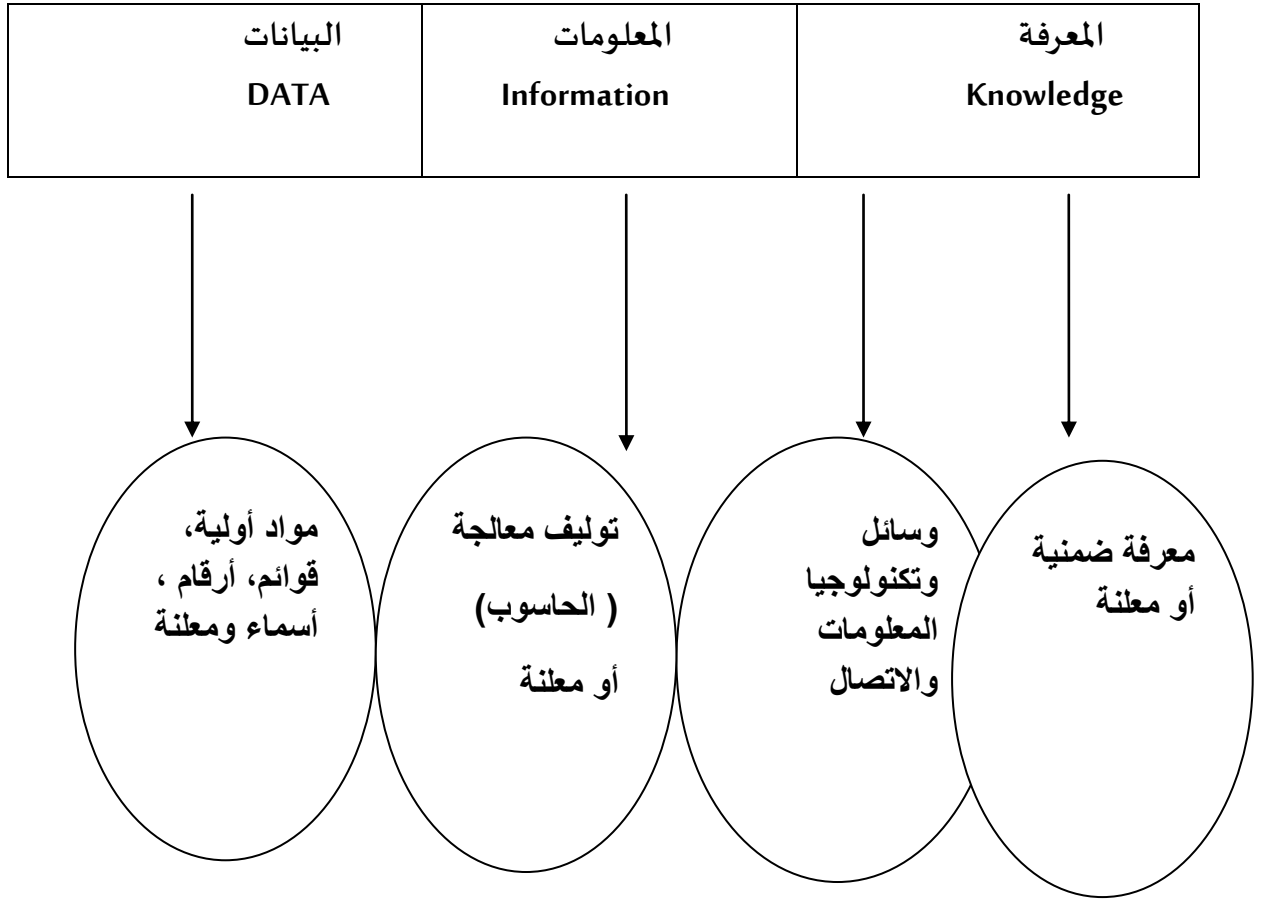 البيانات
DATA
المعلومات
Information
المعرفة
Knowledge
مواد أولية،
قوائم، أرقام ،
أسماء ومعلنة
توليف معالجة
( الحاسوب)
أو معلنة
وسائل
وتكنولوجيا
المعلومات
والاتصال
معرفة ضمنية
أو معلنة